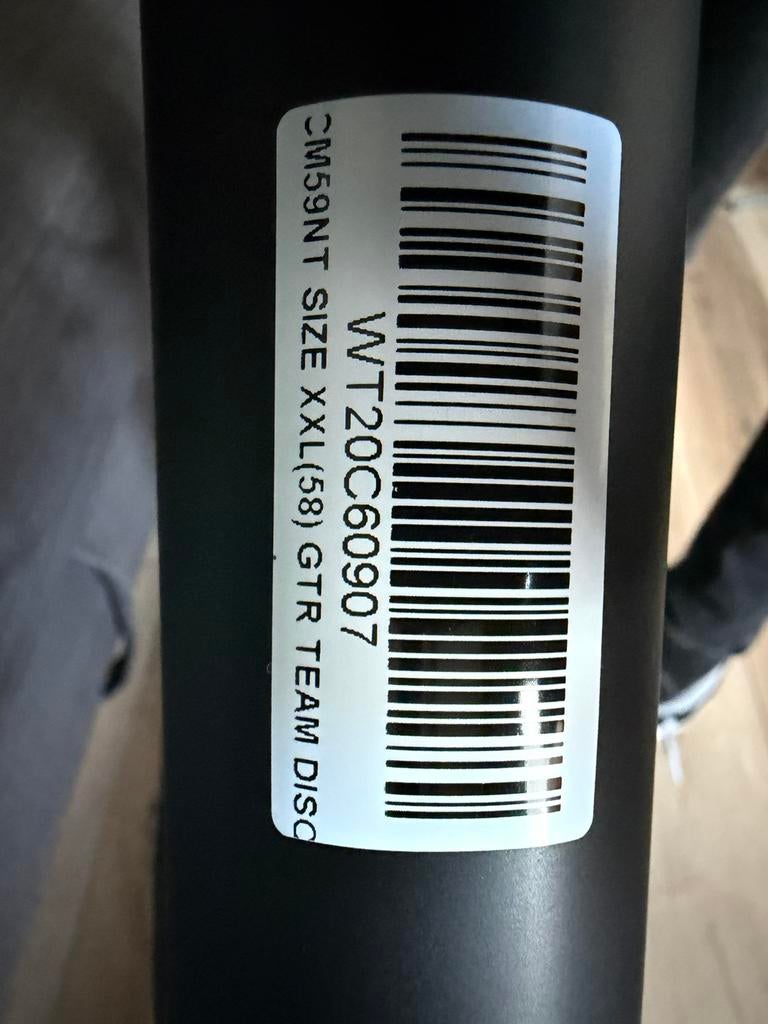 WT20C60907
CM59NT SIZE XXL(58) GTR TEAM DISC